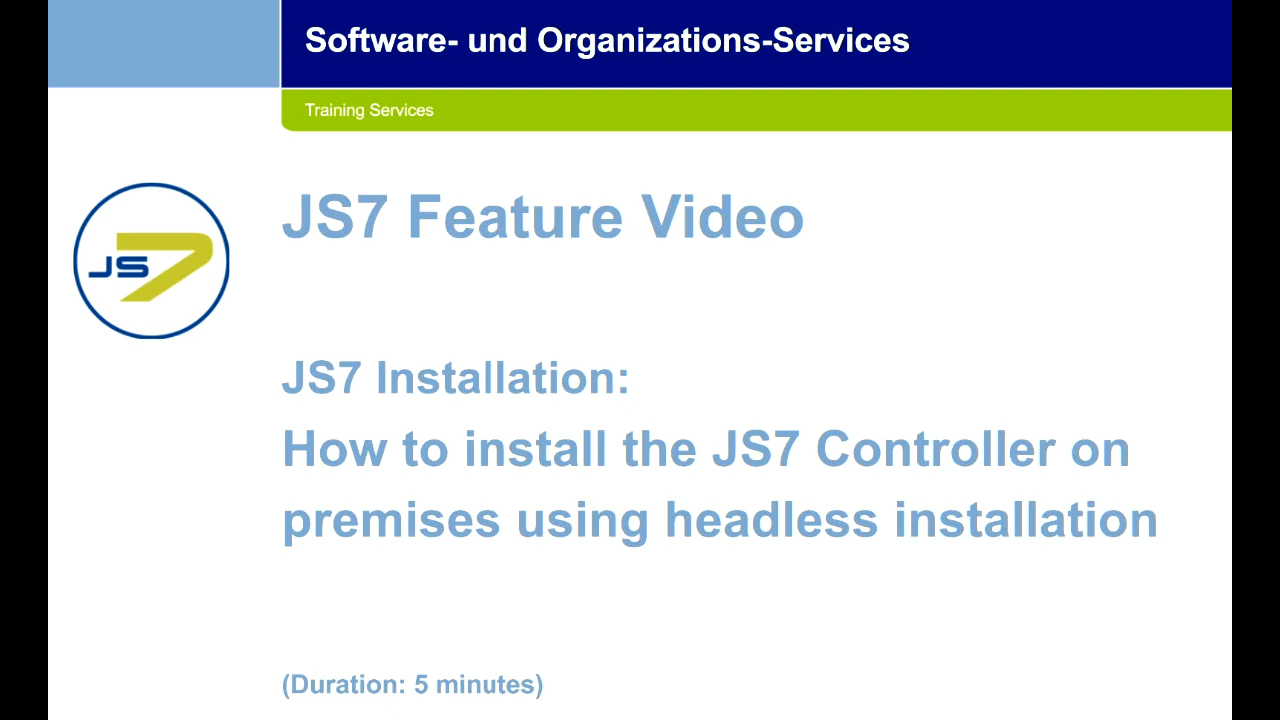 Software- und Organizations-Services
Training Services
JS7
JS7 Feature Video
JS7 Installation:
How to install the JS7 Controller on
premises using headless installation
(Duration: 5 minutes)